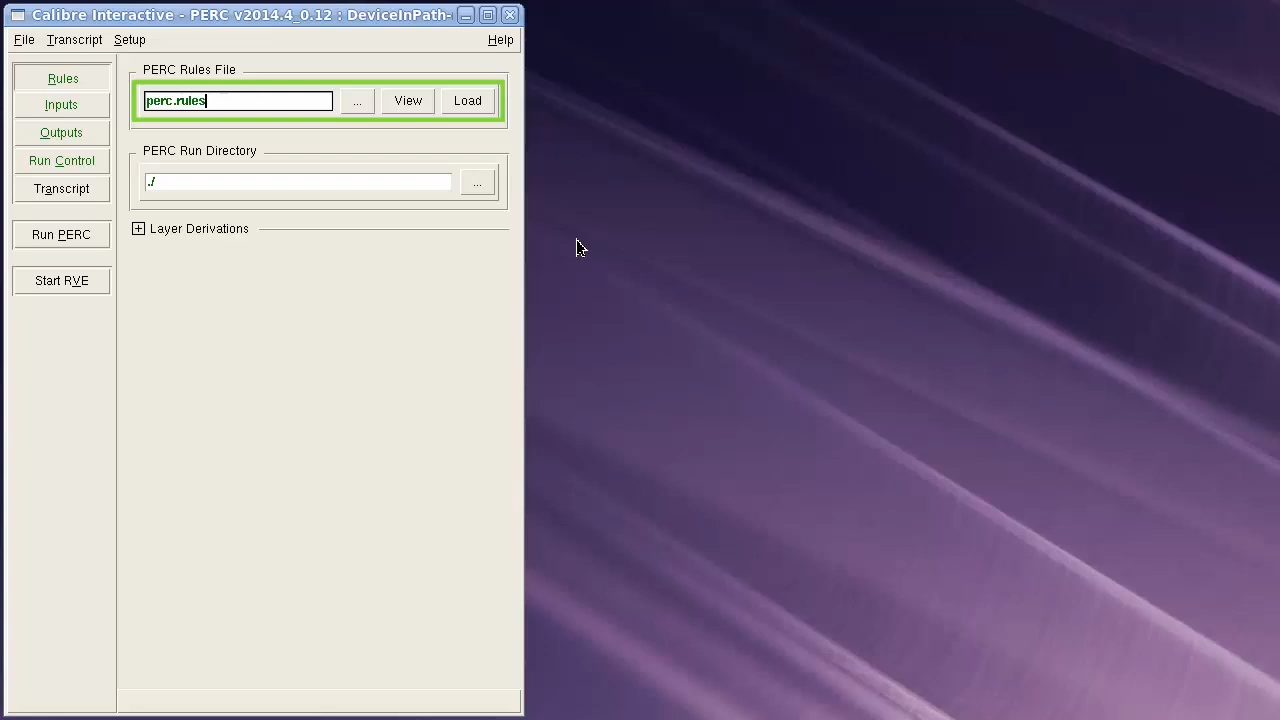 Calibre Interactive - PERC v2014.4_0.12 : DeviceInPath-
File Transcript Setup Help
Rules
Inputs
Outputs
Run Control
Transcript
Run PERC
Start RVE
PERC Rules File
perc.rules ... View Load
PERC Run Directory
./ ...
Layer Derivations